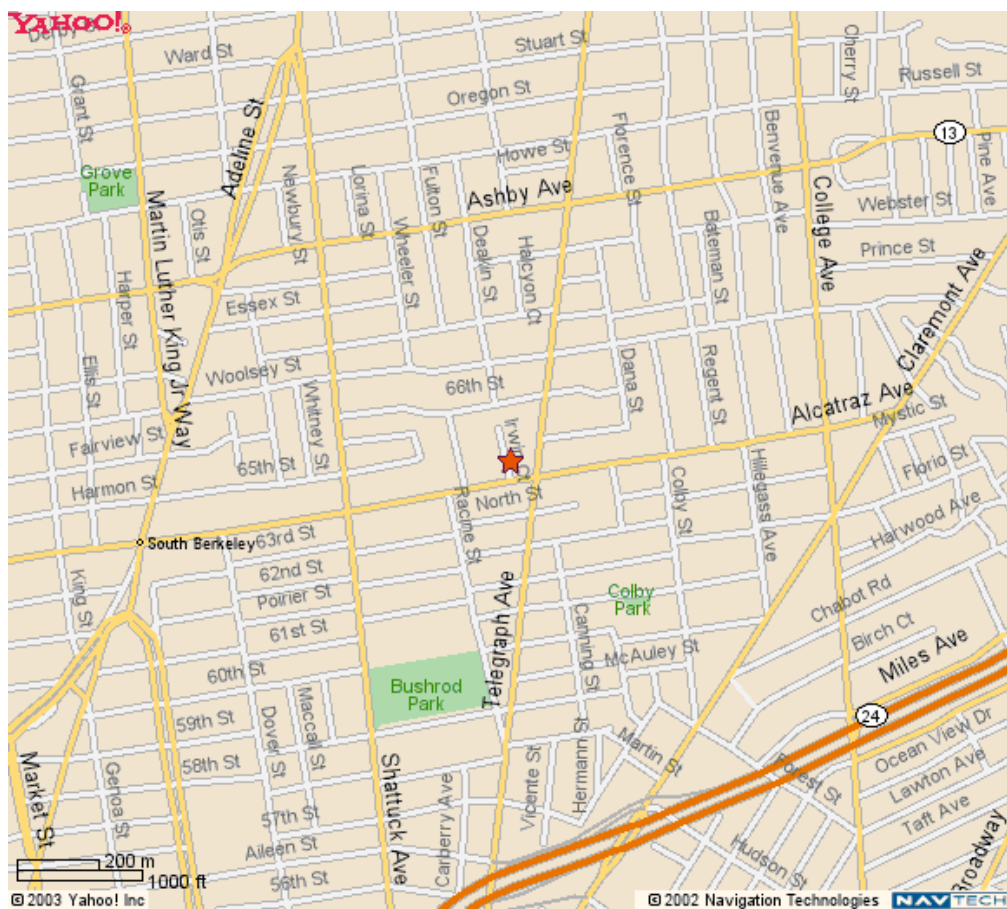 YAHOO!
Derby St
Ward St
Stuart St
Cherry St
Russell St
Grant St
Oregon St
Adeline St
Florence St
Benvenue Ave
13
Pine Ave
Howe St
Grove Park
Newbury St
Lorina St
Fulton St
Ashby Ave
Martin Luther King Jr Way
Otis St
College Ave
Webster St
Wheeler St
Deakin St
Halcyon Ct
Bateman St
Prince St
Harper St
Essex St
Claremont Ave
Ellis St
Woolsey St
Whitney St
66th St
Dana St
Regent St
Alcatraz Ave
Mystic St
Fairview St
Irwin Ct
65th St
Harmon St
Florio St
North St
Racine St
Colby St
Hillegass Ave
Harwood Ave
63rd St
South Berkeley
62nd St
King St
Poirier St
Colby Park
Chabot Rd
Telegraph Ave
Canning St
61st St
Birch Ct
McAuley St
Miles Ave
60th St
Bushrod Park
Maccall St
Dover St
59th St
24
Hermann St
Martin St
Ocean View Dr
58th St
Forest St
Market St
Genoa St
Shattuck Ave
Vicente St
Lawton Ave
Carberry Ave
57th St
Taft Ave
Aileen St
Hudson St
Broadway
56th St
200 m
1000 ft
© 2003 Yahoo! Inc
© 2002 Navigation Technologies
NAVTECH